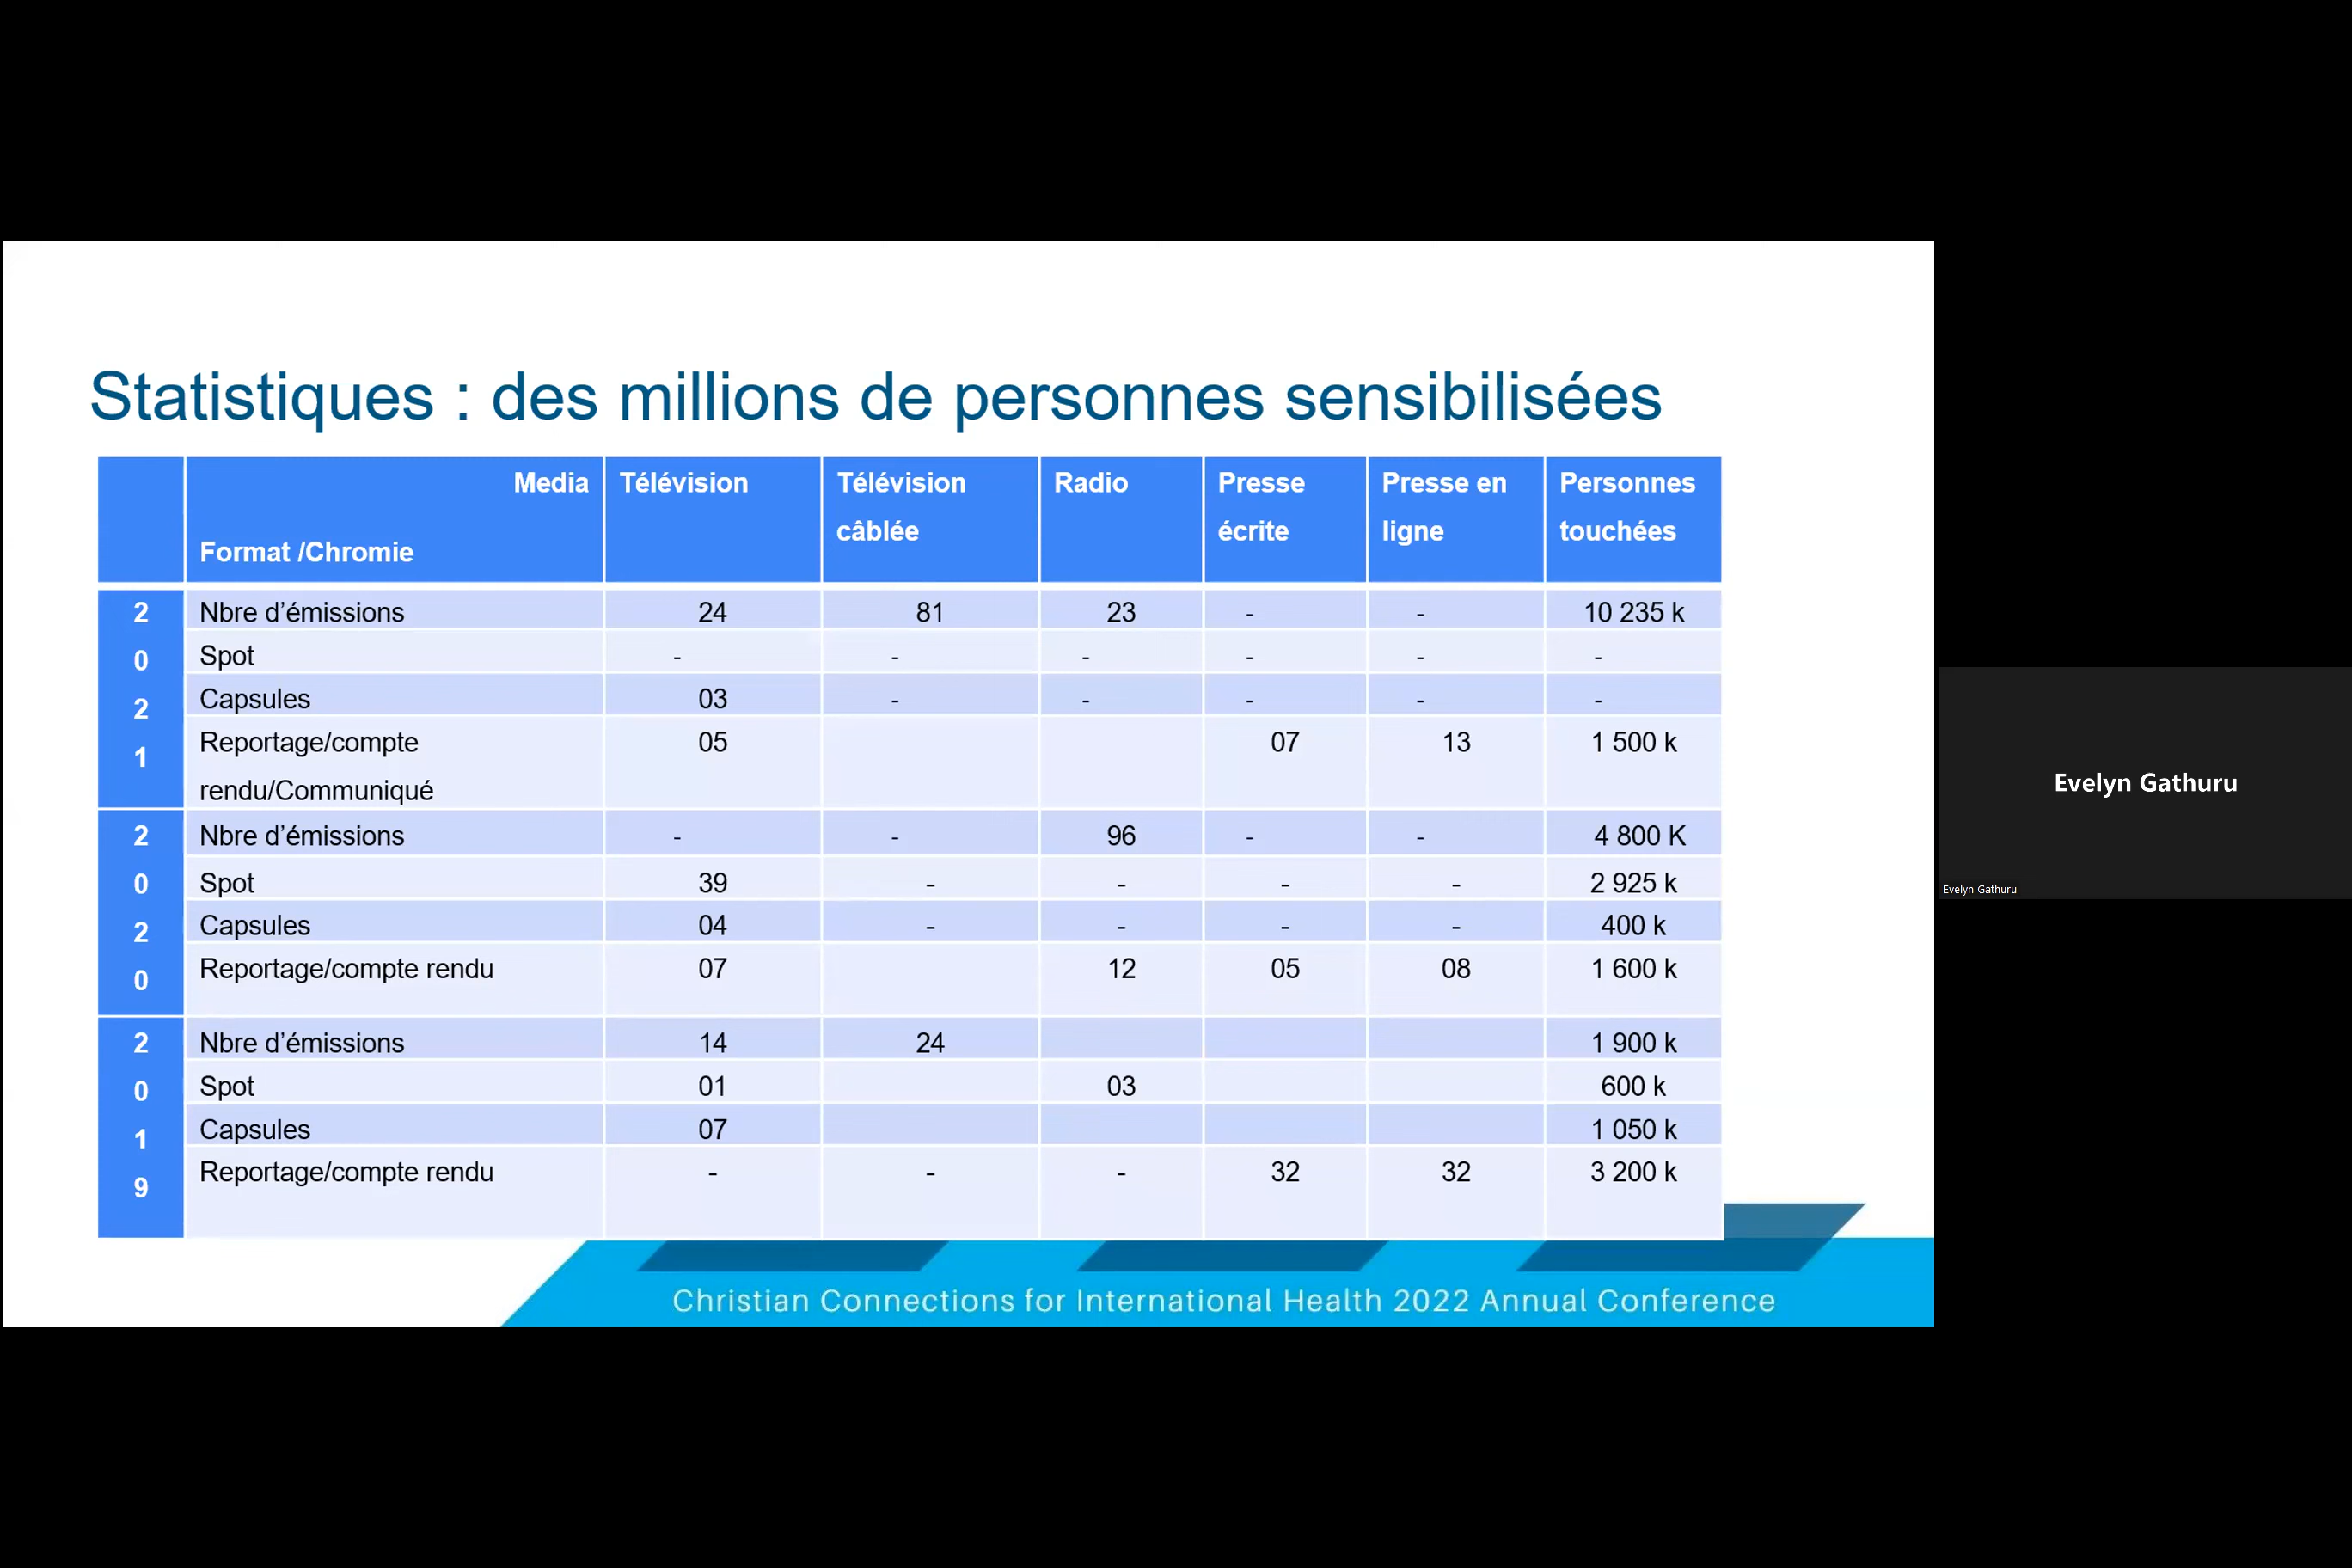 Statistiques : des millions de personnes sensibilisées
Media Télévision Télévision Radio Presse Presse en Personnes
câblée écrite ligne touchées
Format /Chromie
2 Nbre d’émissions 24 81 23 - - 10 235 k
0 Spot - - - - - -
2 Capsules 03 - - - - -
1 Reportage/compte 05 07 13 1 500 k
rendu/Communiqué
2 Nbre d’émissions - - 96 - - 4 800 K
0 Spot 39 - - - - 2 925 k
2 Capsules 04 - - - - 400 k
0 Reportage/compte rendu 07 12 05 08 1 600 k
2 Nbre d’émissions 14 24 1 900 k
0 Spot 01 03 600 k
1 Capsules 07 1 050 k
9 Reportage/compte rendu - - - 32 32 3 200 k
Christian Connections for International Health 2022 Annual Conference
Evelyn Gathuru
Evelyn Gathuru